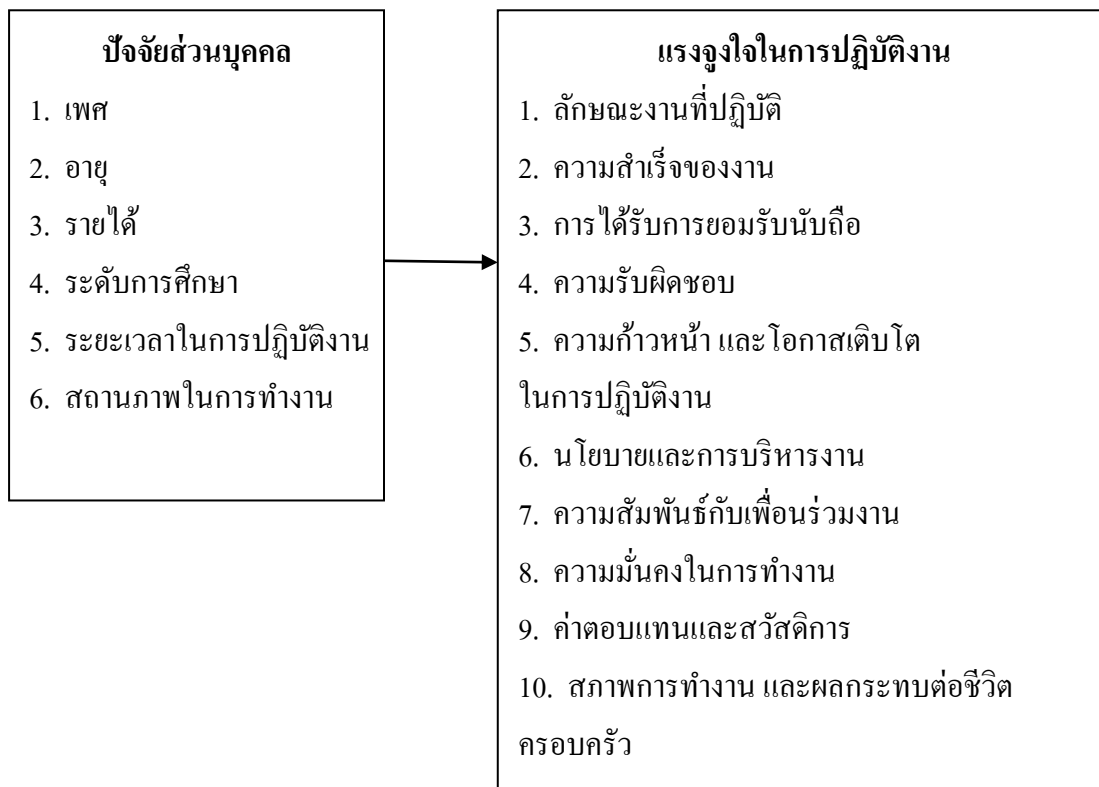 ปัจจัยส่วนบุคคล
1. เพศ
2. อายุ
3. รายได้
4. ระดับการศึกษา
5. ระยะเวลาในการปฏิบัติงาน
6. สถานภาพในการทำงาน
แรงจูงใจในการปฏิบัติงาน
1. ลักษณะงานที่ปฏิบัติ
2. ความสำเร็จของงาน
3. การได้รับการยอมรับนับถือ
4. ความรับผิดชอบ
5. ความก้าวหน้า และโอกาสเติบโต
ในการปฏิบัติงาน
6. นโยบายและการบริหารงาน
7. ความสัมพันธ์กับเพื่อนร่วมงาน
8. ความมั่นคงในการทำงาน
9. ค่าตอบแทนและสวัสดิการ
10. สภาพการทำงาน และผลกระทบต่อชีวิต
ครอบครัว